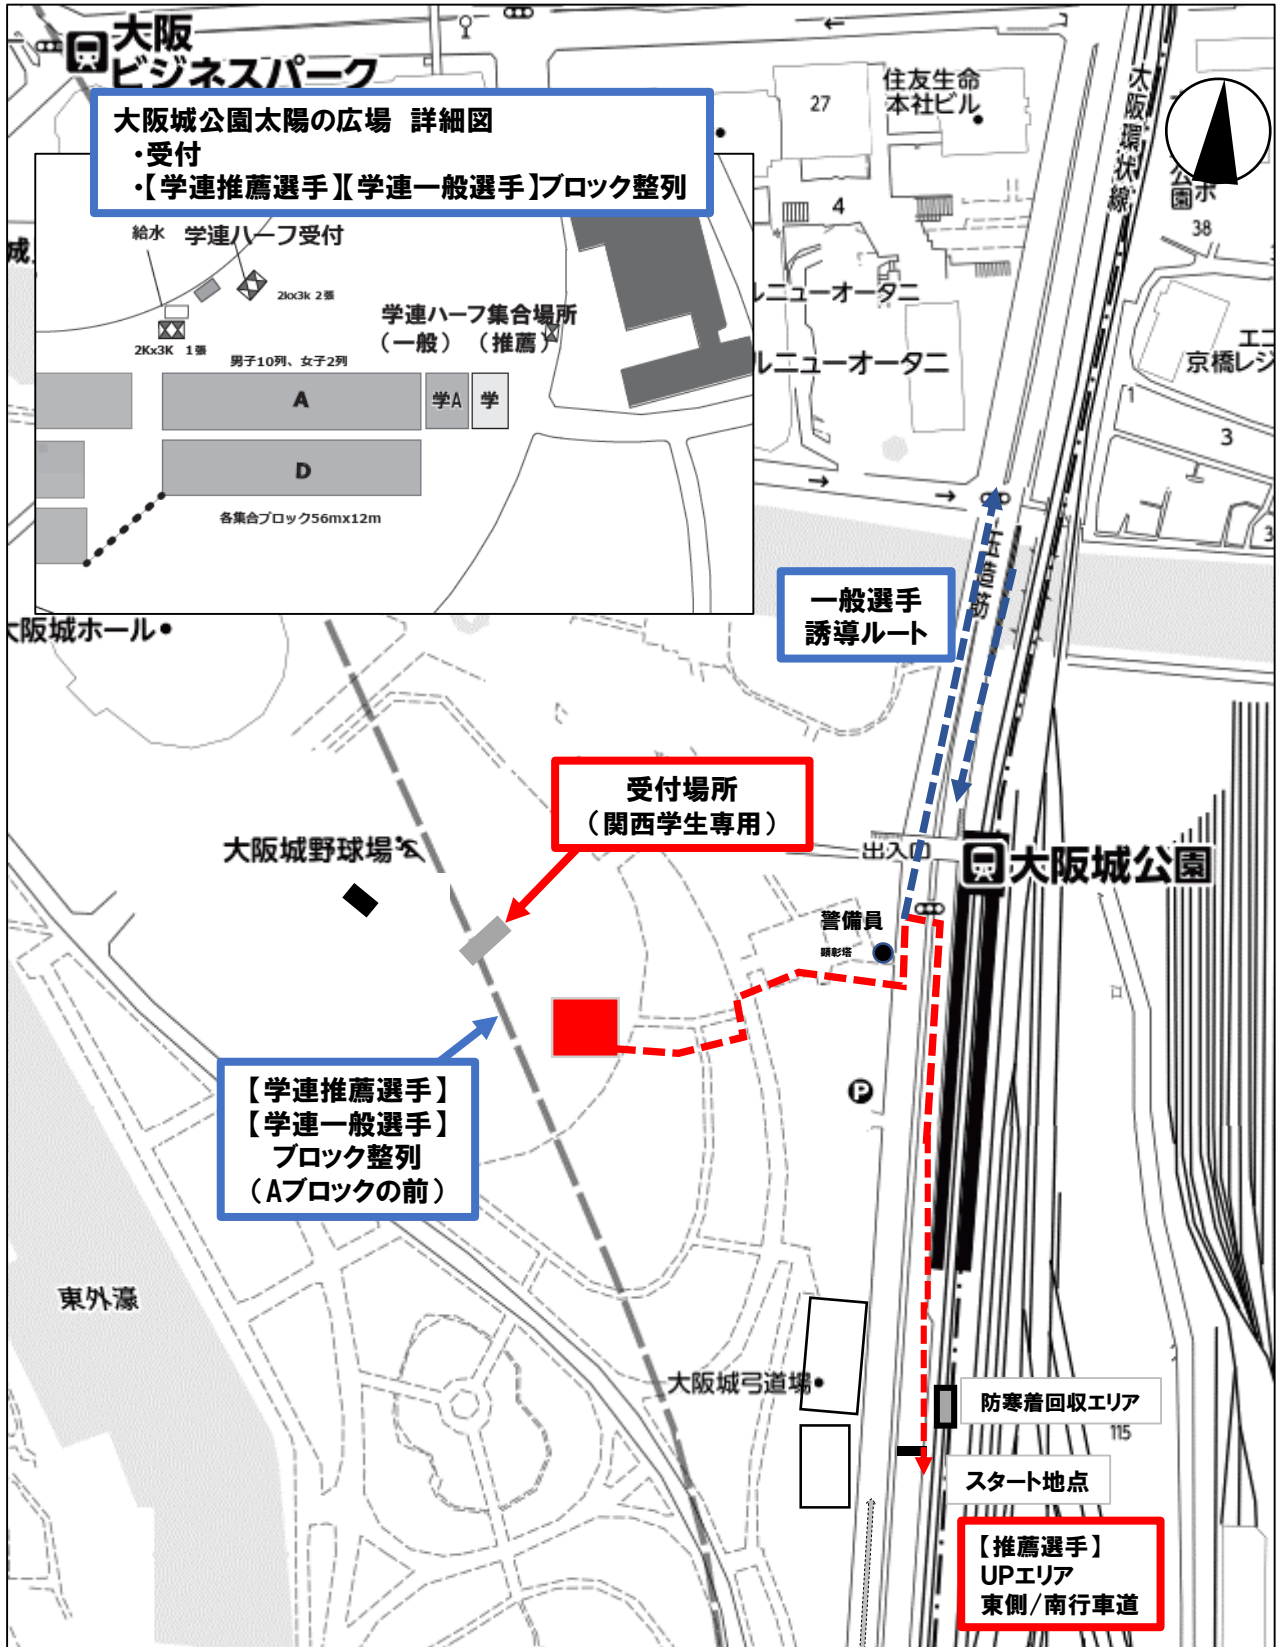 大阪
ビジネスパーク
大阪城公園太陽の広場 詳細図
・受付
・【学連推薦選手】【学連一般選手】ブロック整列
給水
学連ハーフ受付
2kx3k 2張
2Kx3K 1張
学連ハーフ集合場所
（一般）（推薦）
男子10列、女子2列
A
学A
学
D
各集合ブロック56mx12m
27
住友生命
本社ビル
4
大阪環状線
38
ルニューオータニ
ルニューオータニ
京橋レジ
1
3
3
一般選手
誘導ルート
大阪城ホール
受付場所
（関西学生専用）
大阪城野球場
出入口
大阪城公園
警備員
顕彰塔
P
【学連推薦選手】
【学連一般選手】
ブロック整列
（Aブロックの前）
東外濠
大阪城弓道場
防寒着回収エリア
115
スタート地点
【推薦選手】
UPエリア
東側/南行車道